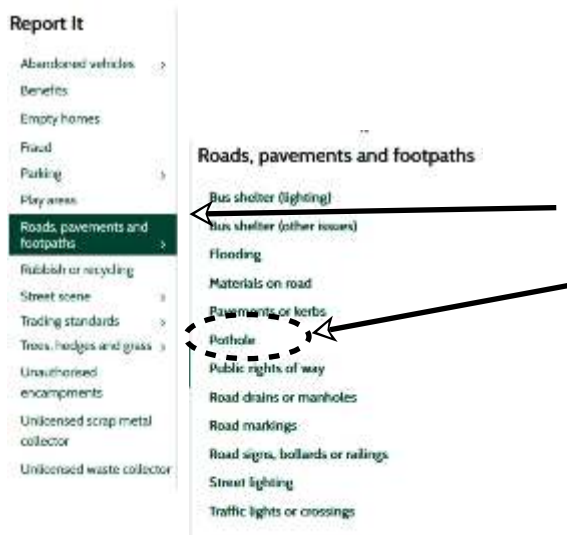 Report It
Abandoned vehicles
Benefits
Empty homes
Fraud
Parking
Play areas
Roads, pavements and
footpaths
Rubbish or recycling
Street scene
Trading standards
Trees, hedges and grass
Unauthorised
encampments
Unlicensed scrap metal
collector
Unlicensed waste collector
Roads, pavements and footpaths
Bus shelter (lighting)
Bus shelter (other issues)
Flooding
Materials on road
Pavements or kerbs
Pothole
Public rights of way
Road drains or manholes
Road markings
Road signs, bollards or railings
Street lighting
Traffic lights or crossings